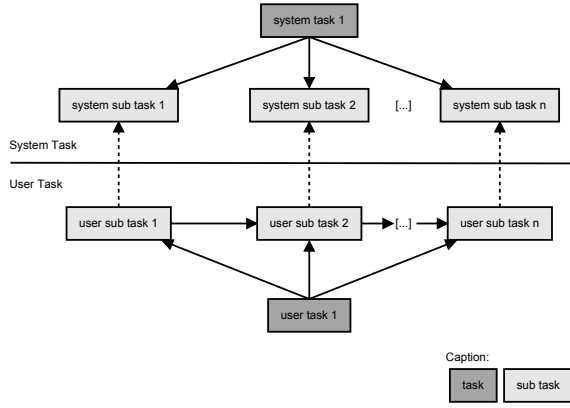 system task 1
system sub task 1
system sub task 2
[...]
system sub task n
System Task
User Task
user sub task 1
user sub task 2
[...]
user sub task n
user task 1
Caption:
task
sub task